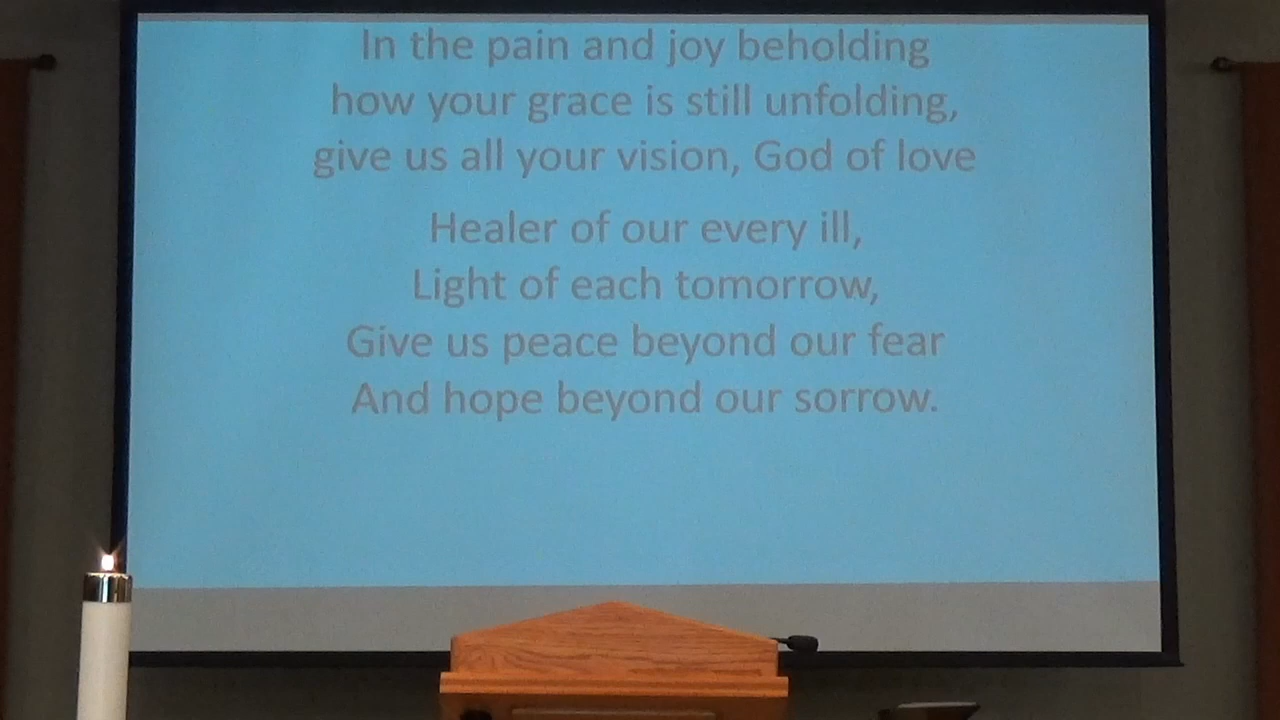 In the pain and joy beholding
how your grace is still unfolding,
give us all your vision, God of love
Healer of our every ill,
Light of each tomorrow,
Give us peace beyond our fear
And hope beyond our sorrow.